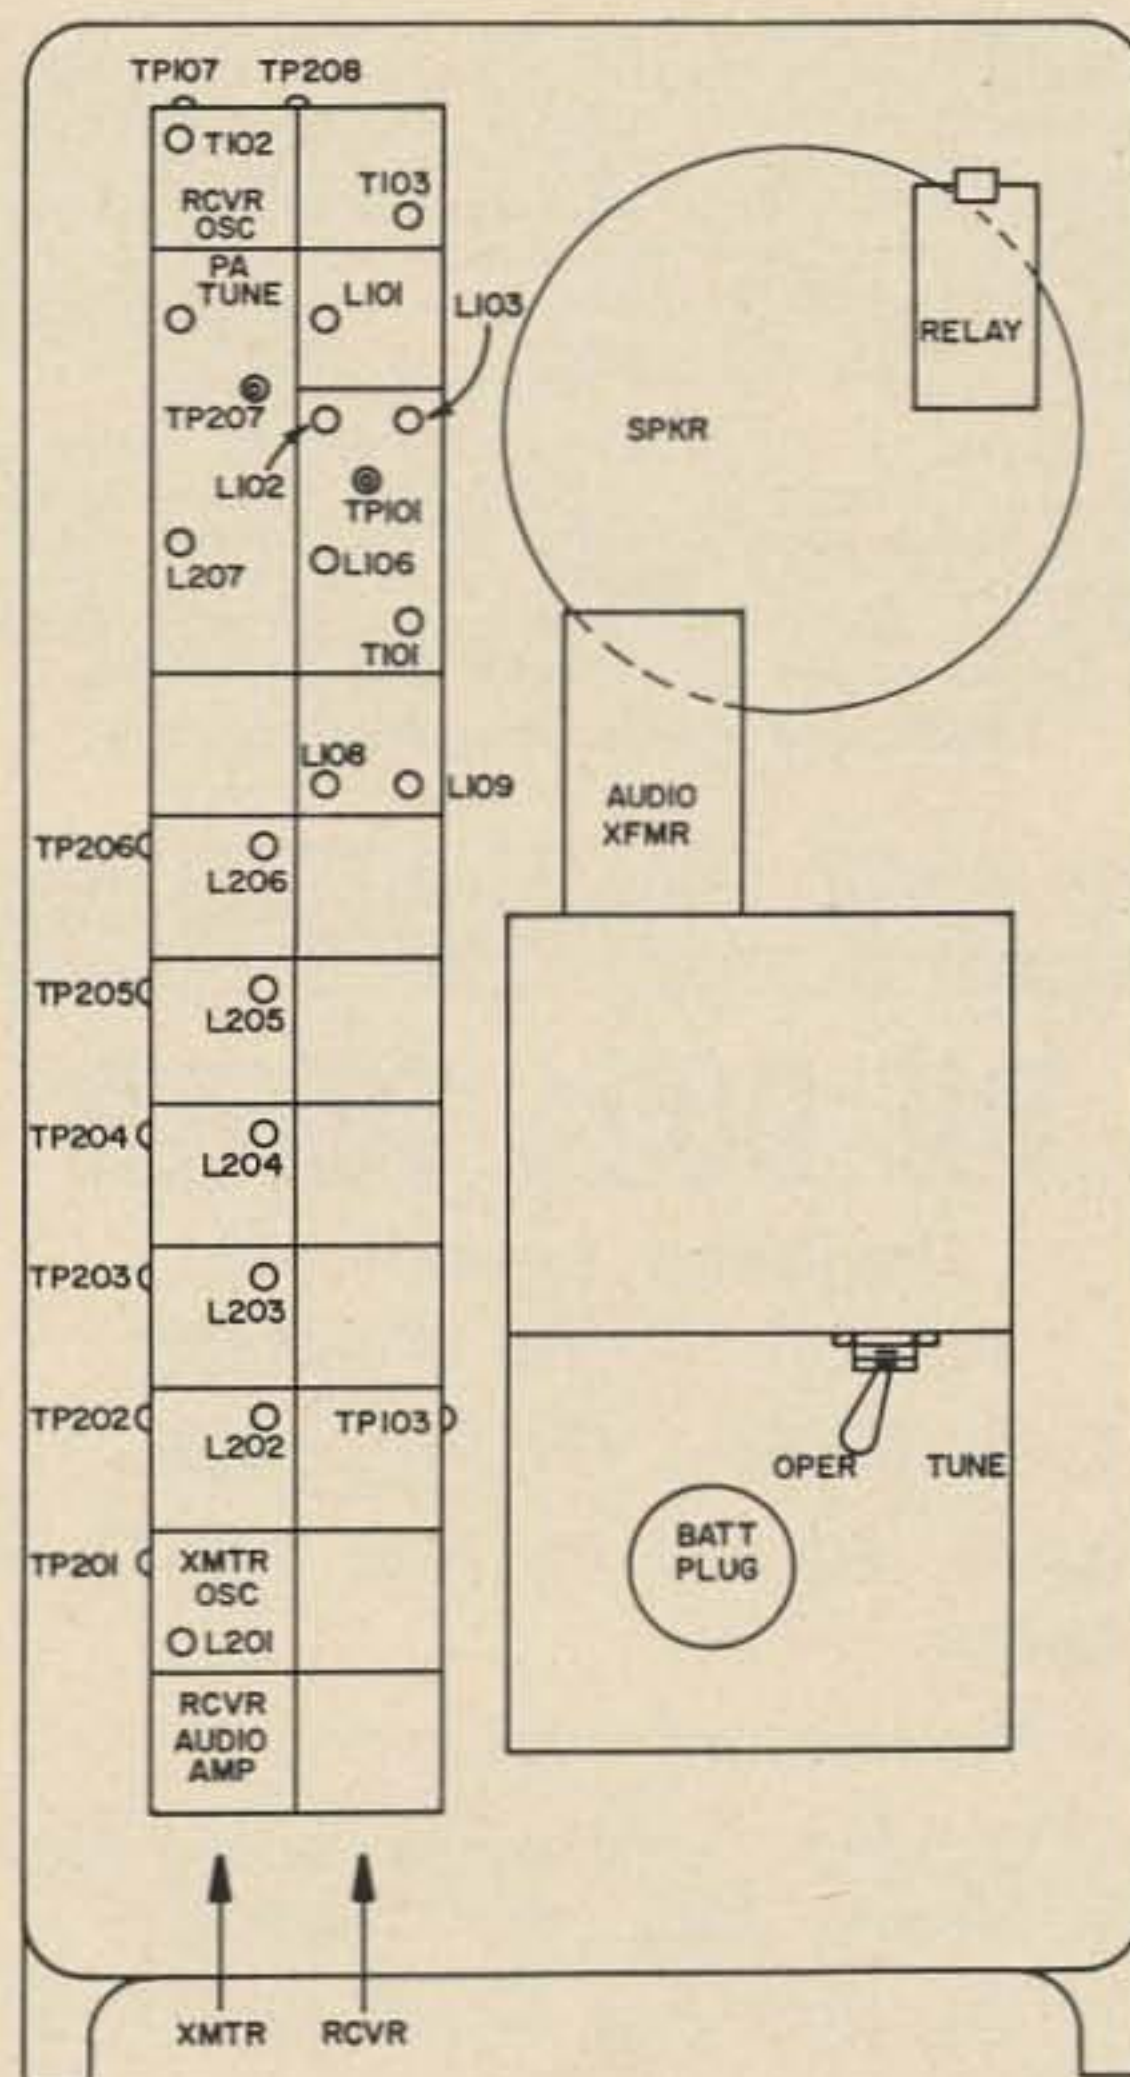 TP107 TP208
T102
T103
RCVR
OSC
PA
TUNE
L101
L103
RELAY
TP207
SPKR
L102
TP101
L106
L207
T101
L108
L109
AUDIO
XFMR
TP206
L206
TP205
L205
TP204
L204
TP203
L203
TP202
L202
TP103
OPER TUNE
BATT
PLUG
TP201
XMTR
OSC
L201
RCVR
AUDIO
AMP
XMTR RCVR